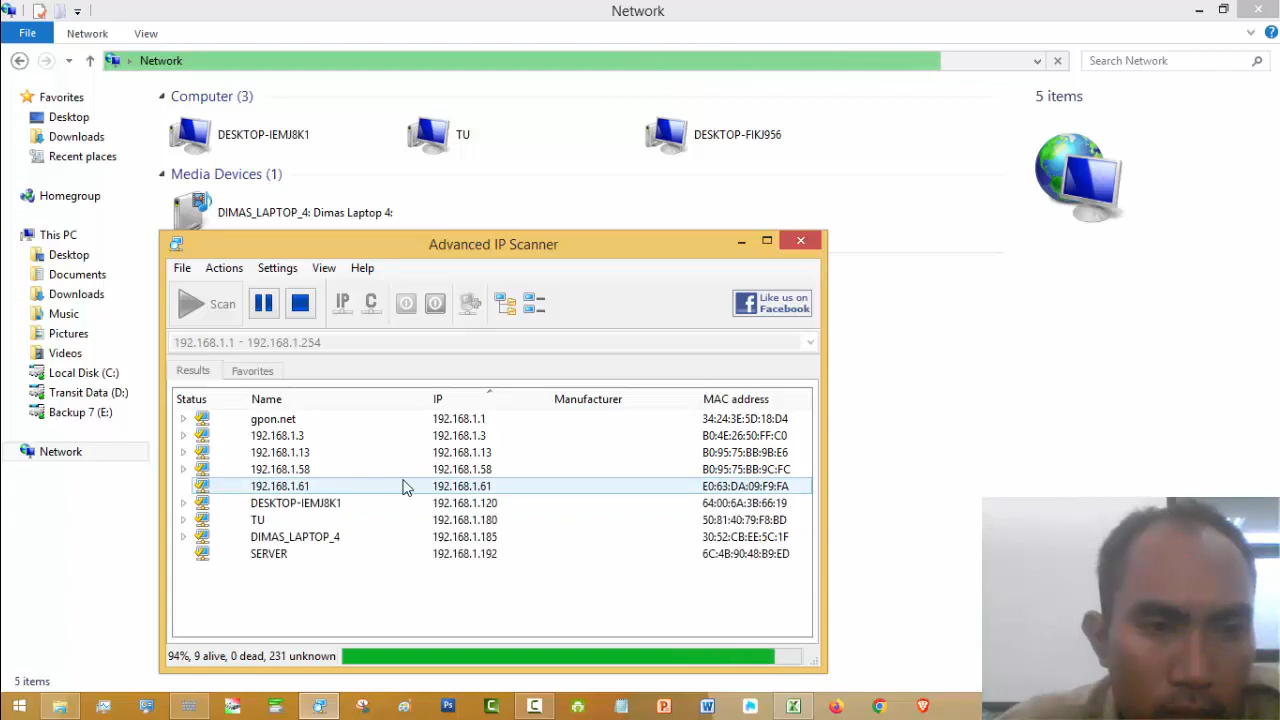 Network
File
Network
View
Network
Search Network
Favorites
Desktop
Downloads
Recent places
Homegroup
This PC
Desktop
Documents
Downloads
Music
Pictures
Videos
Local Disk (C:)
Transit Data (D:)
Backup 7 (E:)
Network
Computer (3)
DESKTOP-IEMJ8K1
TU
DESKTOP-FIKJ956
Media Devices (1)
DIMAS_LAPTOP_4: Dimas Laptop 4:
5 items
Advanced IP Scanner
File Actions Settings View Help
Scan
IP
C
Like us on
Facebook
192.168.1.1 - 192.168.1.254
Results Favorites
Status Name IP Manufacturer MAC address
gpon.net 192.168.1.1 34:24:3E:5D:18:D4
192.168.1.3 192.168.1.3 B0:4E:26:50:FF:C0
192.168.1.13 192.168.1.13 B0:95:75:BB:9B:E6
192.168.1.58 192.168.1.58 B0:95:75:BB:9C:FC
192.168.1.61 192.168.1.61 E0:63:DA:09:F9:FA
DESKTOP-IEMJ8K1 192.168.1.120 64:00:6A:3B:66:19
TU 192.168.1.180 50:81:40:79:F8:BD
DIMAS_LAPTOP_4 192.168.1.185 30:52:CB:EE:5C:1F
SERVER 192.168.1.192 6C:4B:90:48:B9:ED
94%, 9 alive, 0 dead, 231 unknown
5 items